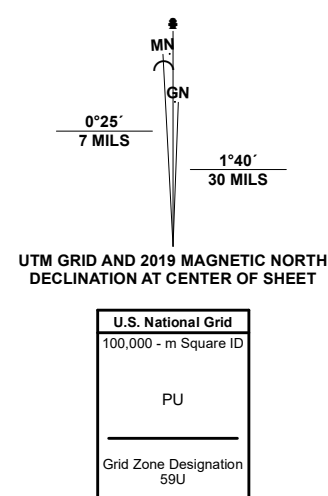 MN
GN
0°25´
7 MILS
1°40´
30 MILS
UTM GRID AND 2019 MAGNETIC NORTH
DECLINATION AT CENTER OF SHEET
U.S. National Grid
100,000 - m Square ID
PU
Grid Zone Designation
59U